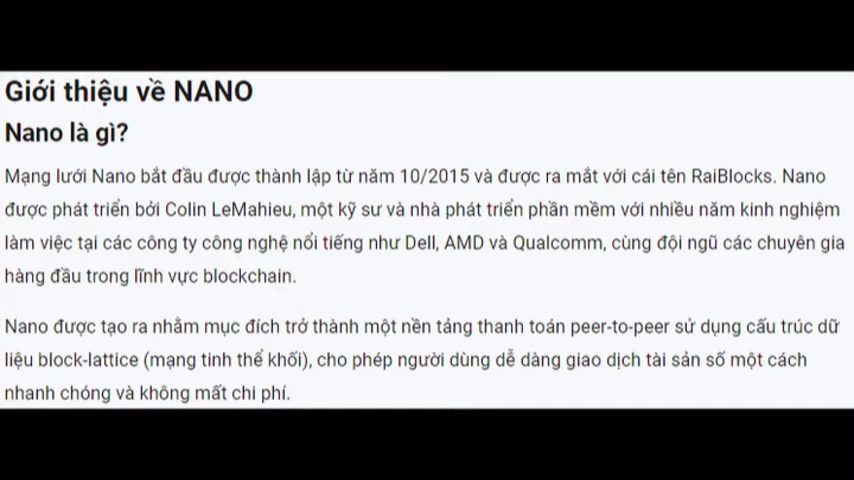 Giới thiệu về NANO
Nano là gì?
Mạng lưới Nano bắt đầu được thành lập từ năm 10/2015 và được ra mắt với cái tên RaiBlocks. Nano
được phát triển bởi Colin LeMahieu, một kỹ sư và nhà phát triển phần mềm với nhiều năm kinh nghiệm
làm việc tại các công ty công nghệ nổi tiếng như Dell, AMD và Qualcomm, cùng đội ngũ các chuyên gia
hàng đầu trong lĩnh vực blockchain.
Nano được tạo ra nhằm mục đích trở thành một nền tảng thanh toán peer-to-peer sử dụng cấu trúc dữ
liệu block-lattice (mạng tinh thể khối), cho phép người dùng dễ dàng giao dịch tài sản số một cách
nhanh chóng và không mất chi phí.